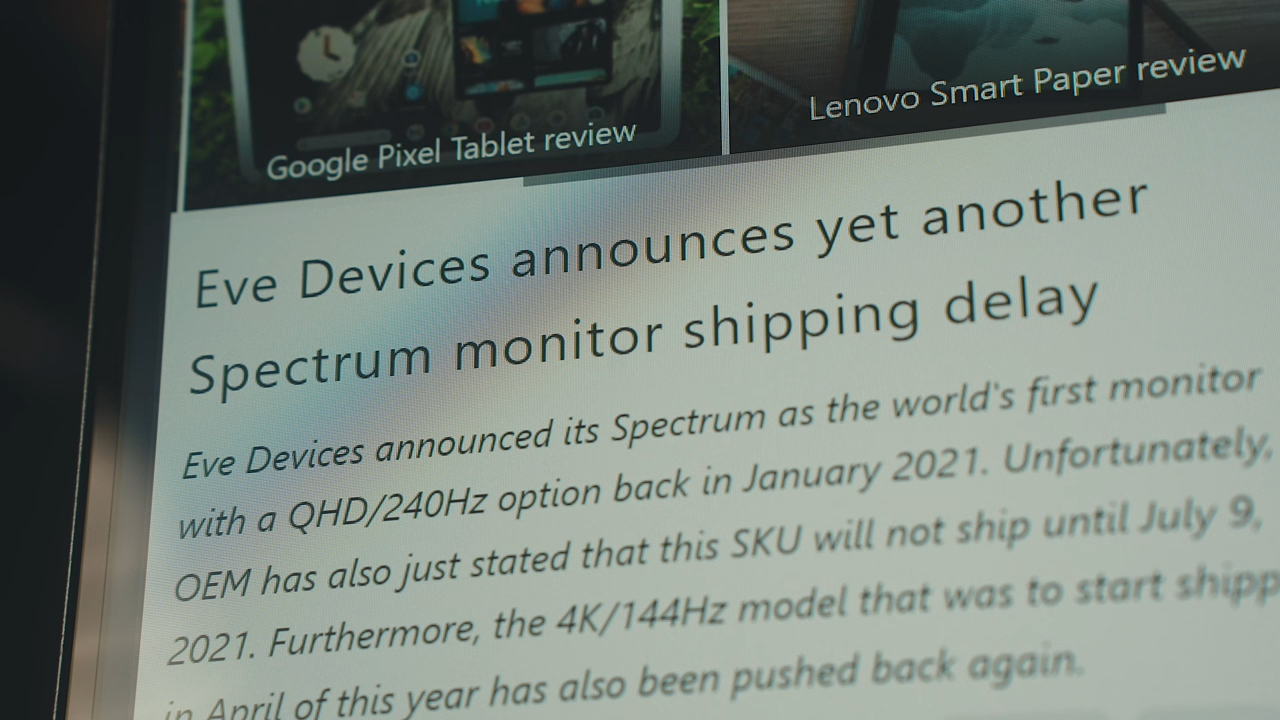 Google Pixel Tablet review
Lenovo Smart Paper review
Eve Devices announces yet another
Spectrum monitor shipping delay
Eve Devices announced its Spectrum as the world's first monitor
with a QHD/240Hz option back in January 2021. Unfortunately,
OEM has also just stated that this SKU will not ship until July 9,
2021. Furthermore, the 4K/144Hz model that was to start shipp
in April of this year has also been pushed back again.